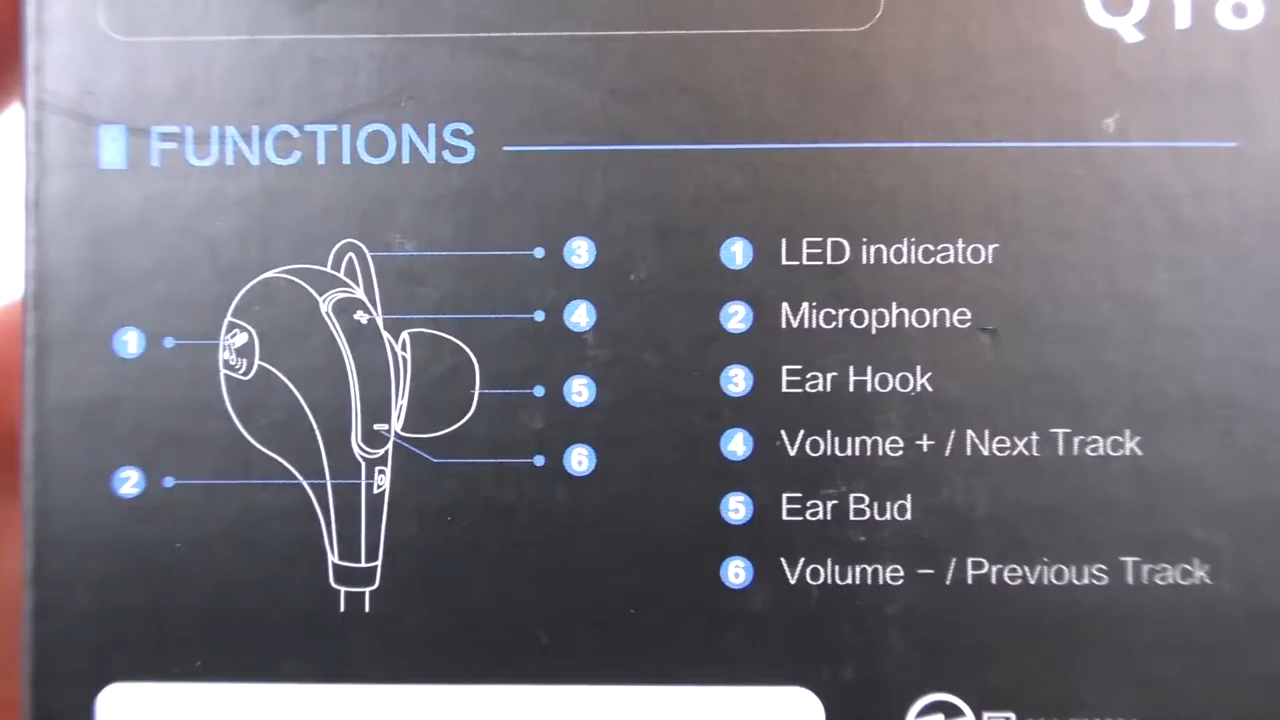 QY8
FUNCTIONS
3
4
1
5
6
2
1 LED indicator
2 Microphone
3 Ear Hook
4 Volume + / Next Track
5 Ear Bud
6 Volume − / Previous Track